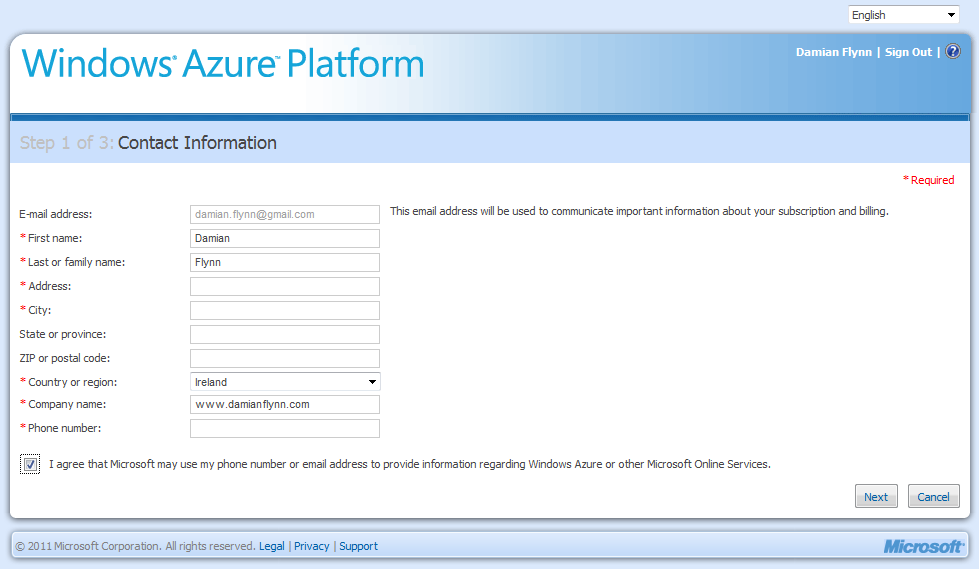 English
Windows® Azure™ Platform
Damian Flynn | Sign Out | ?
Step 1 of 3: Contact Information
* Required
E-mail address: damian.flynn@gmail.com This email address will be used to communicate important information about your subscription and billing.
* First name: Damian
* Last or family name: Flynn
* Address:
* City:
State or province:
ZIP or postal code:
* Country or region: Ireland
* Company name: www.damianflynn.com
* Phone number:
I agree that Microsoft may use my phone number or email address to provide information regarding Windows Azure or other Microsoft Online Services.
Next Cancel
© 2011 Microsoft Corporation. All rights reserved. Legal | Privacy | Support Microsoft®